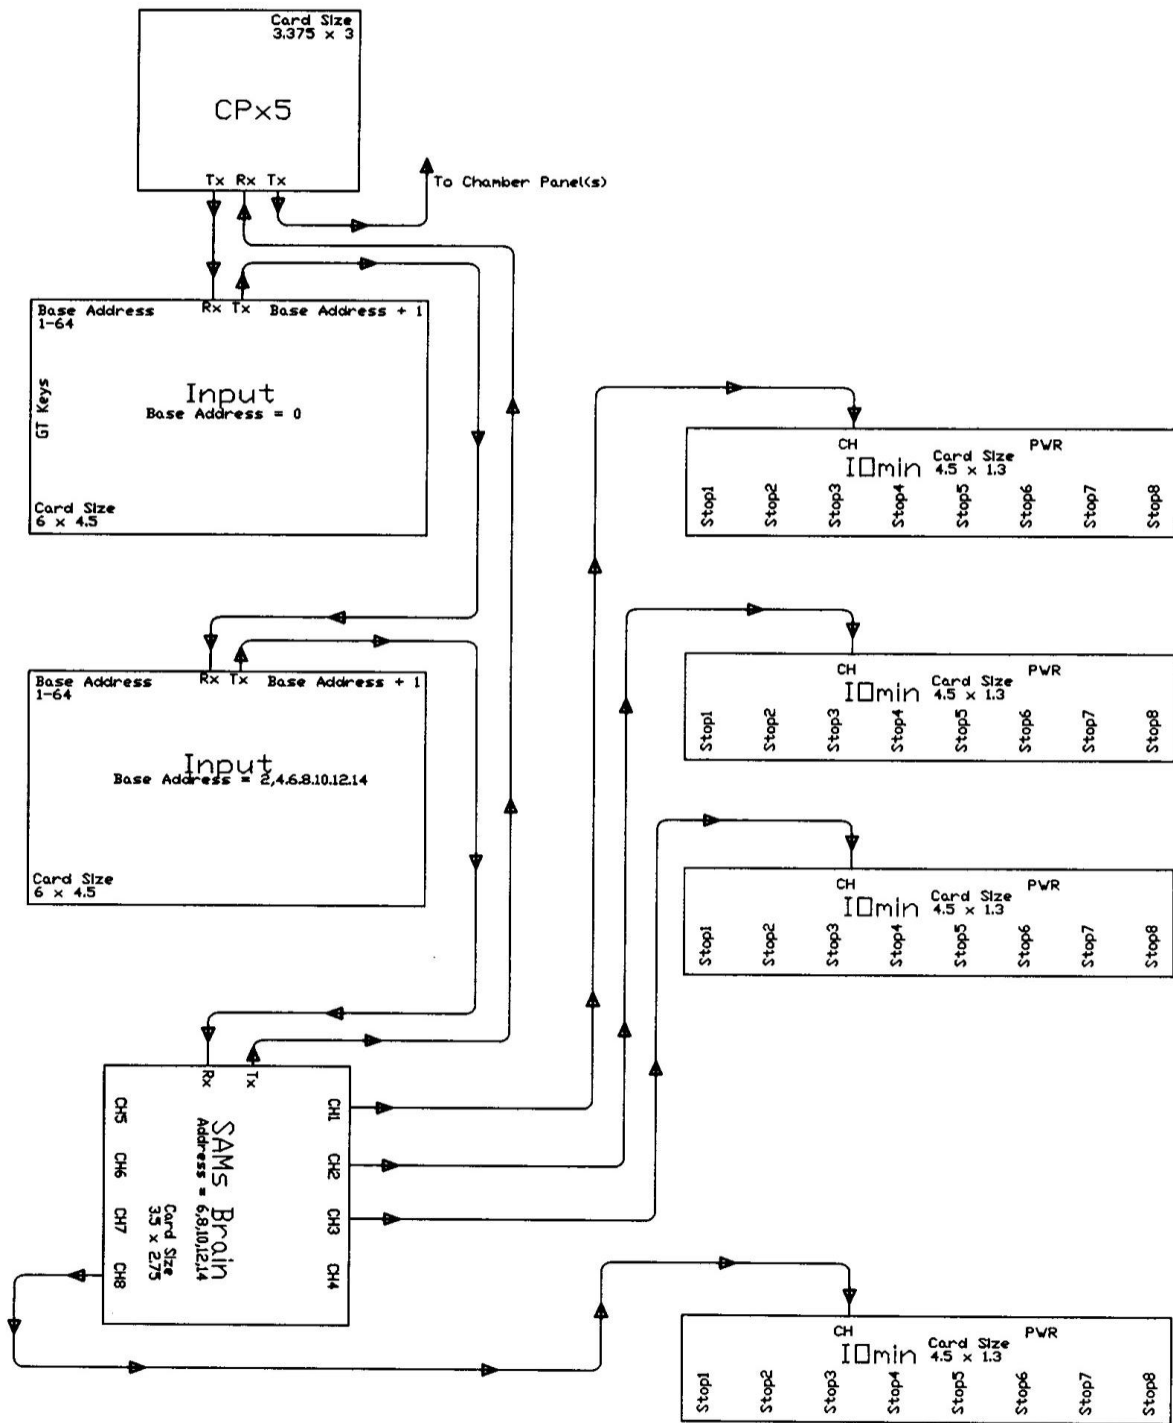 Card Size
3.375 x 3
CPx5
Tx Rx Tx
To Chamber Panel(s)
Base Address
1-64
Rx Tx
Base Address + 1
GT Keys
Input
Base Address = 0
Card Size
6 x 4.5
Base Address
1-64
Rx Tx
Base Address + 1
Input
Base Address = 2,4.6.8.10.12.14
Card Size
6 x 4.5
Rx
Tx
CH5
CH6
CH7
CH8
SAMs Brain
Address = 6,8,10,12,14
Card Size
3.5 x 2.75
CH1
CH2
CH3
CH4
CH
PWR
IOmin
Card Size
4.5 x 1.3
Stop1
Stop2
Stop3
Stop4
Stop5
Stop6
Stop7
Stop8
CH
PWR
IOmin
Card Size
4.5 x 1.3
Stop1
Stop2
Stop3
Stop4
Stop5
Stop6
Stop7
Stop8
CH
PWR
IOmin
Card Size
4.5 x 1.3
Stop1
Stop2
Stop3
Stop4
Stop5
Stop6
Stop7
Stop8
CH
PWR
IOmin
Card Size
4.5 x 1.3
Stop1
Stop2
Stop3
Stop4
Stop5
Stop6
Stop7
Stop8